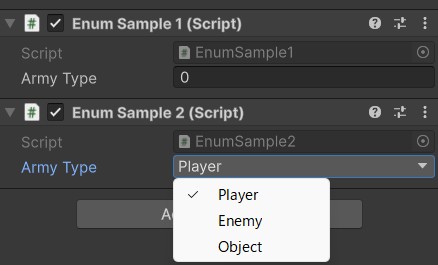 Enum Sample 1 (Script)
Script EnumSample1
Army Type 0
Enum Sample 2 (Script)
Script EnumSample2
Army Type Player
Player
Enemy
Object